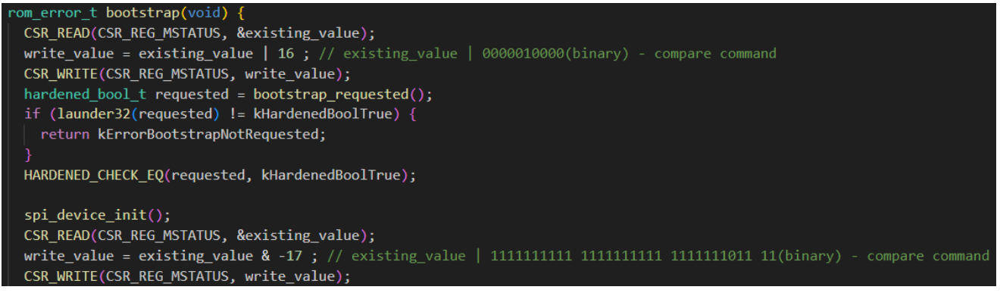 rom_error_t bootstrap(void) {
  CSR_READ(CSR_REG_MSTATUS, &existing_value);
  write_value = existing_value | 16 ; // existing_value | 0000010000(binary) - compare command
  CSR_WRITE(CSR_REG_MSTATUS, write_value);
  hardened_bool_t requested = bootstrap_requested();
  if (launder32(requested) != kHardenedBoolTrue) {
    return kErrorBootstrapNotRequested;
  }
  HARDENED_CHECK_EQ(requested, kHardenedBoolTrue);

  spi_device_init();
  CSR_READ(CSR_REG_MSTATUS, &existing_value);
  write_value = existing_value & -17 ; // existing_value | 1111111111 1111111111 1111111011 11(binary) - compare command
  CSR_WRITE(CSR_REG_MSTATUS, write_value);